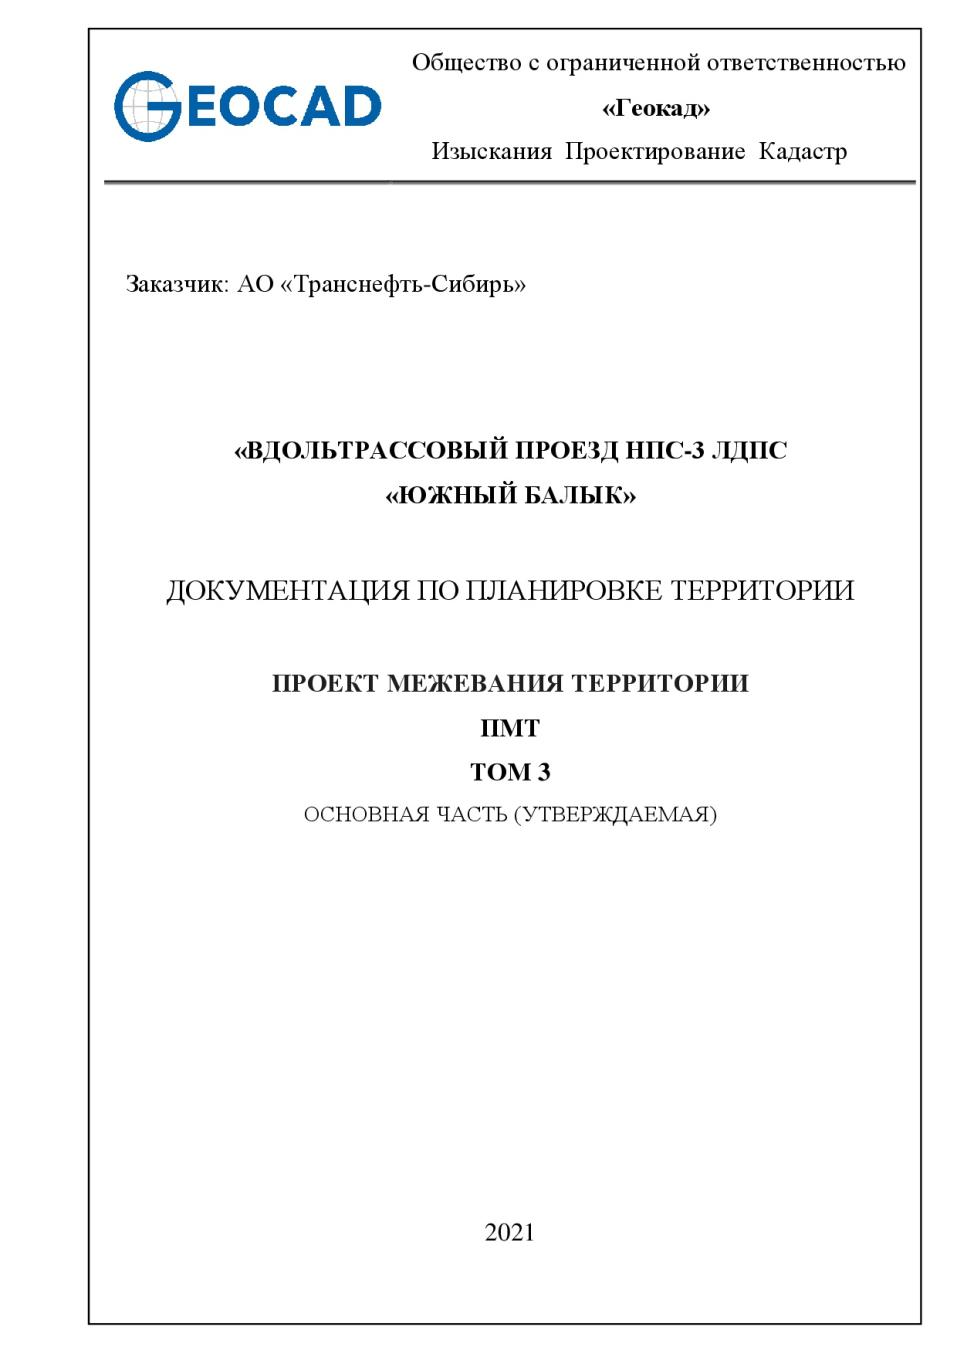 GEOCAD
Общество с ограниченной ответственностью
«Геокад»
Изыскания Проектирование Кадастр
Заказчик: АО «Транснефть-Сибирь»
«ВДОЛЬТРАССОВЫЙ ПРОЕЗД НПС-3 ЛДПС
«ЮЖНЫЙ БАЛЫК»
ДОКУМЕНТАЦИЯ ПО ПЛАНИРОВКЕ ТЕРРИТОРИИ
ПРОЕКТ МЕЖЕВАНИЯ ТЕРРИТОРИИ
ПМТ
ТОМ 3
ОСНОВНАЯ ЧАСТЬ (УТВЕРЖДАЕМАЯ)
2021